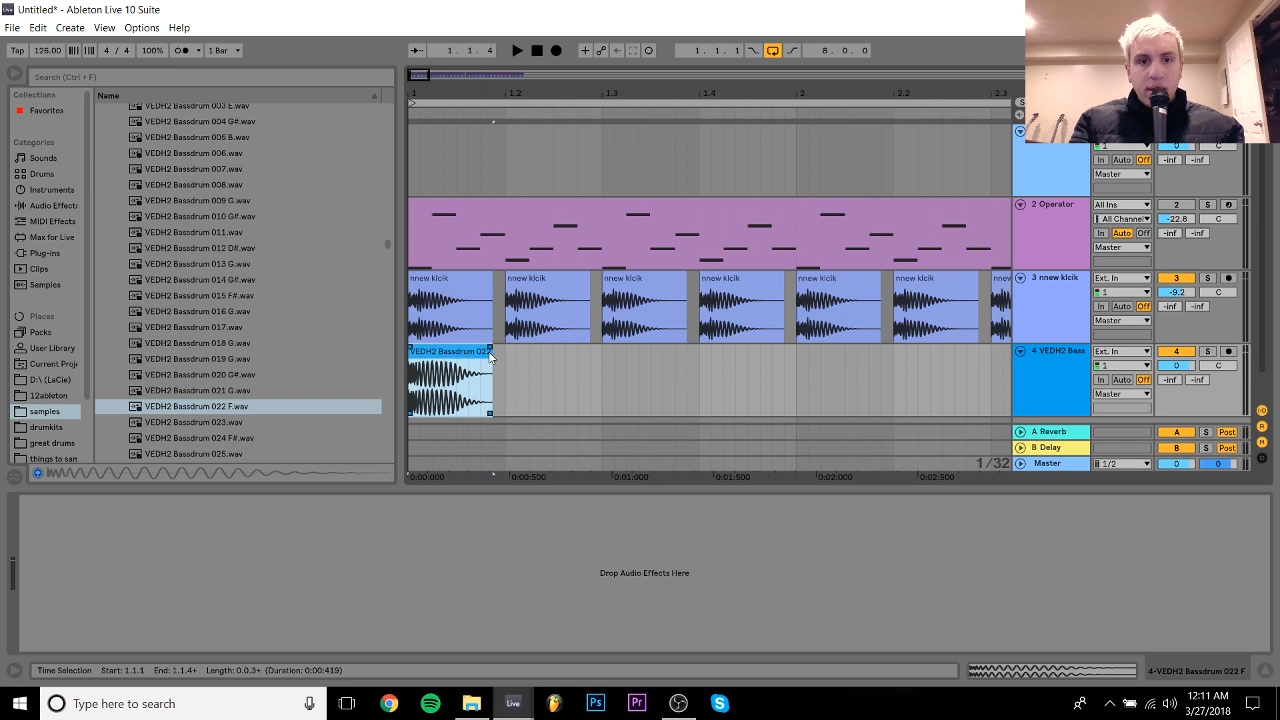 Untitled* - Ableton Live 10 Suite
File Edit Create View Options Help
Tap 126.00 4 / 4 100% 1 Bar 1. 1. 4 1. 1. 1 8. 0. 0
Search (Ctrl + F)
Collections Name
Favorites
Categories
Sounds
Drums
Instruments
Audio Effects
MIDI Effects
Max for Live
Plug-ins
Clips
Samples
Places
Packs
User Library
Current Proj
D:\ (LaCie)
12ableton
samples
drumkits
great drums
things to sam
VEDH2 Bassdrum 003 E.wav
VEDH2 Bassdrum 004 G#.wav
VEDH2 Bassdrum 005 B.wav
VEDH2 Bassdrum 006.wav
VEDH2 Bassdrum 007.wav
VEDH2 Bassdrum 008.wav
VEDH2 Bassdrum 009 G.wav
VEDH2 Bassdrum 010 G#.wav
VEDH2 Bassdrum 011.wav
VEDH2 Bassdrum 012 D#.wav
VEDH2 Bassdrum 013 G.wav
VEDH2 Bassdrum 014 G#.wav
VEDH2 Bassdrum 015 F#.wav
VEDH2 Bassdrum 016 G.wav
VEDH2 Bassdrum 017.wav
VEDH2 Bassdrum 018 G.wav
VEDH2 Bassdrum 019 G.wav
VEDH2 Bassdrum 020 G#.wav
VEDH2 Bassdrum 021 G.wav
VEDH2 Bassdrum 022 F.wav
VEDH2 Bassdrum 023.wav
VEDH2 Bassdrum 024 F#.wav
VEDH2 Bassdrum 025.wav
1 1.2 1.3 1.4 2 2.2 2.3
1 0 C
In Auto Off -inf -inf
Master
2 Operator All Ins 2 S
All Channel -22.8 C
In Auto Off -inf -inf
Master
nnew klcik nnew klcik nnew klcik nnew klcik nnew klcik nnew klcik nnew 3 nnew klcik Ext. In 3 S
1 -9.2 C
In Auto Off -inf -inf
Master
VEDH2 Bassdrum 022 4 VEDH2 Bass Ext. In 4 S
1 0 C
In Auto Off -inf -inf
Master
A Reverb A S Post
B Delay B S Post
1/32 Master 1/2 0 0
0:00:000 0:00:500 0:01:000 0:01:500 0:02:000 0:02:500
Drop Audio Effects Here
Time Selection Start: 1.1.1 End: 1.1.4+ Length: 0.0.3+ (Duration: 0:00:419) 4-VEDH2 Bassdrum 022 F
Type here to search Live Ps Pr 12:11 AM
3/27/2018